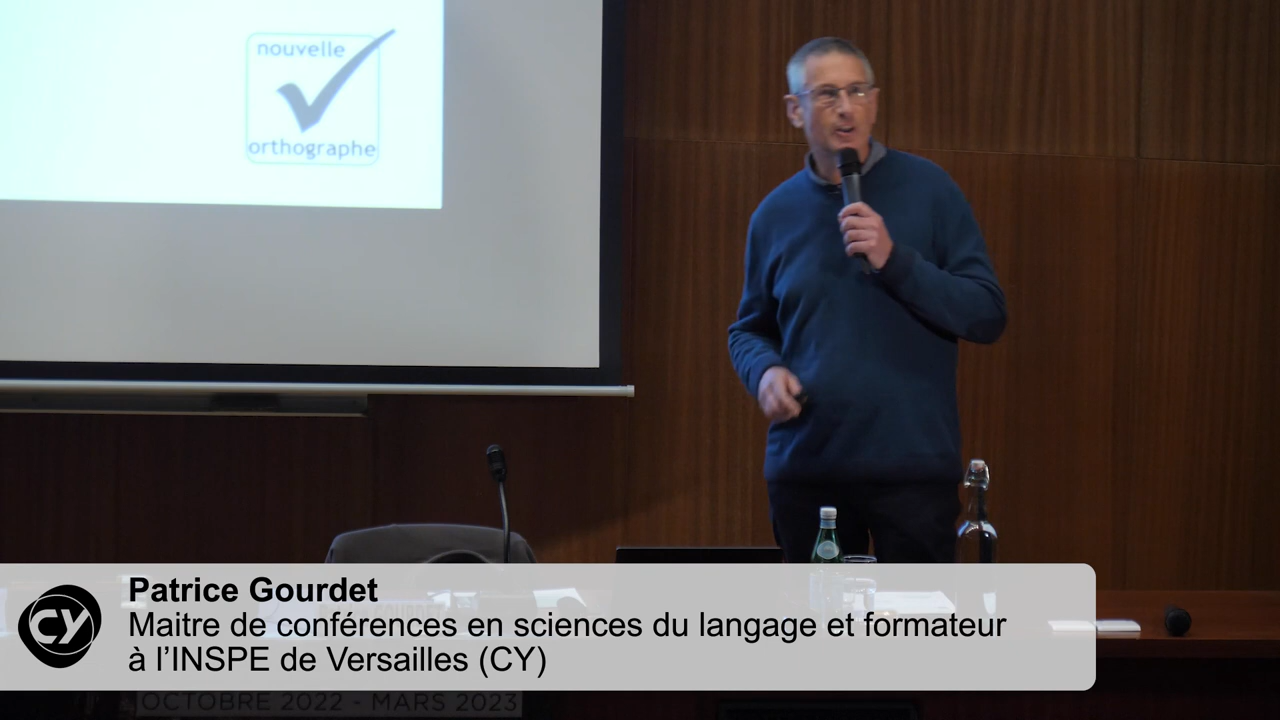 nouvelle
orthographe
Patrice Gourdet
Maitre de conférences en sciences du langage et formateur
à l’INSPE de Versailles (CY)
CY
GOURDET
OCTOBRE 2022 - MARS 2023